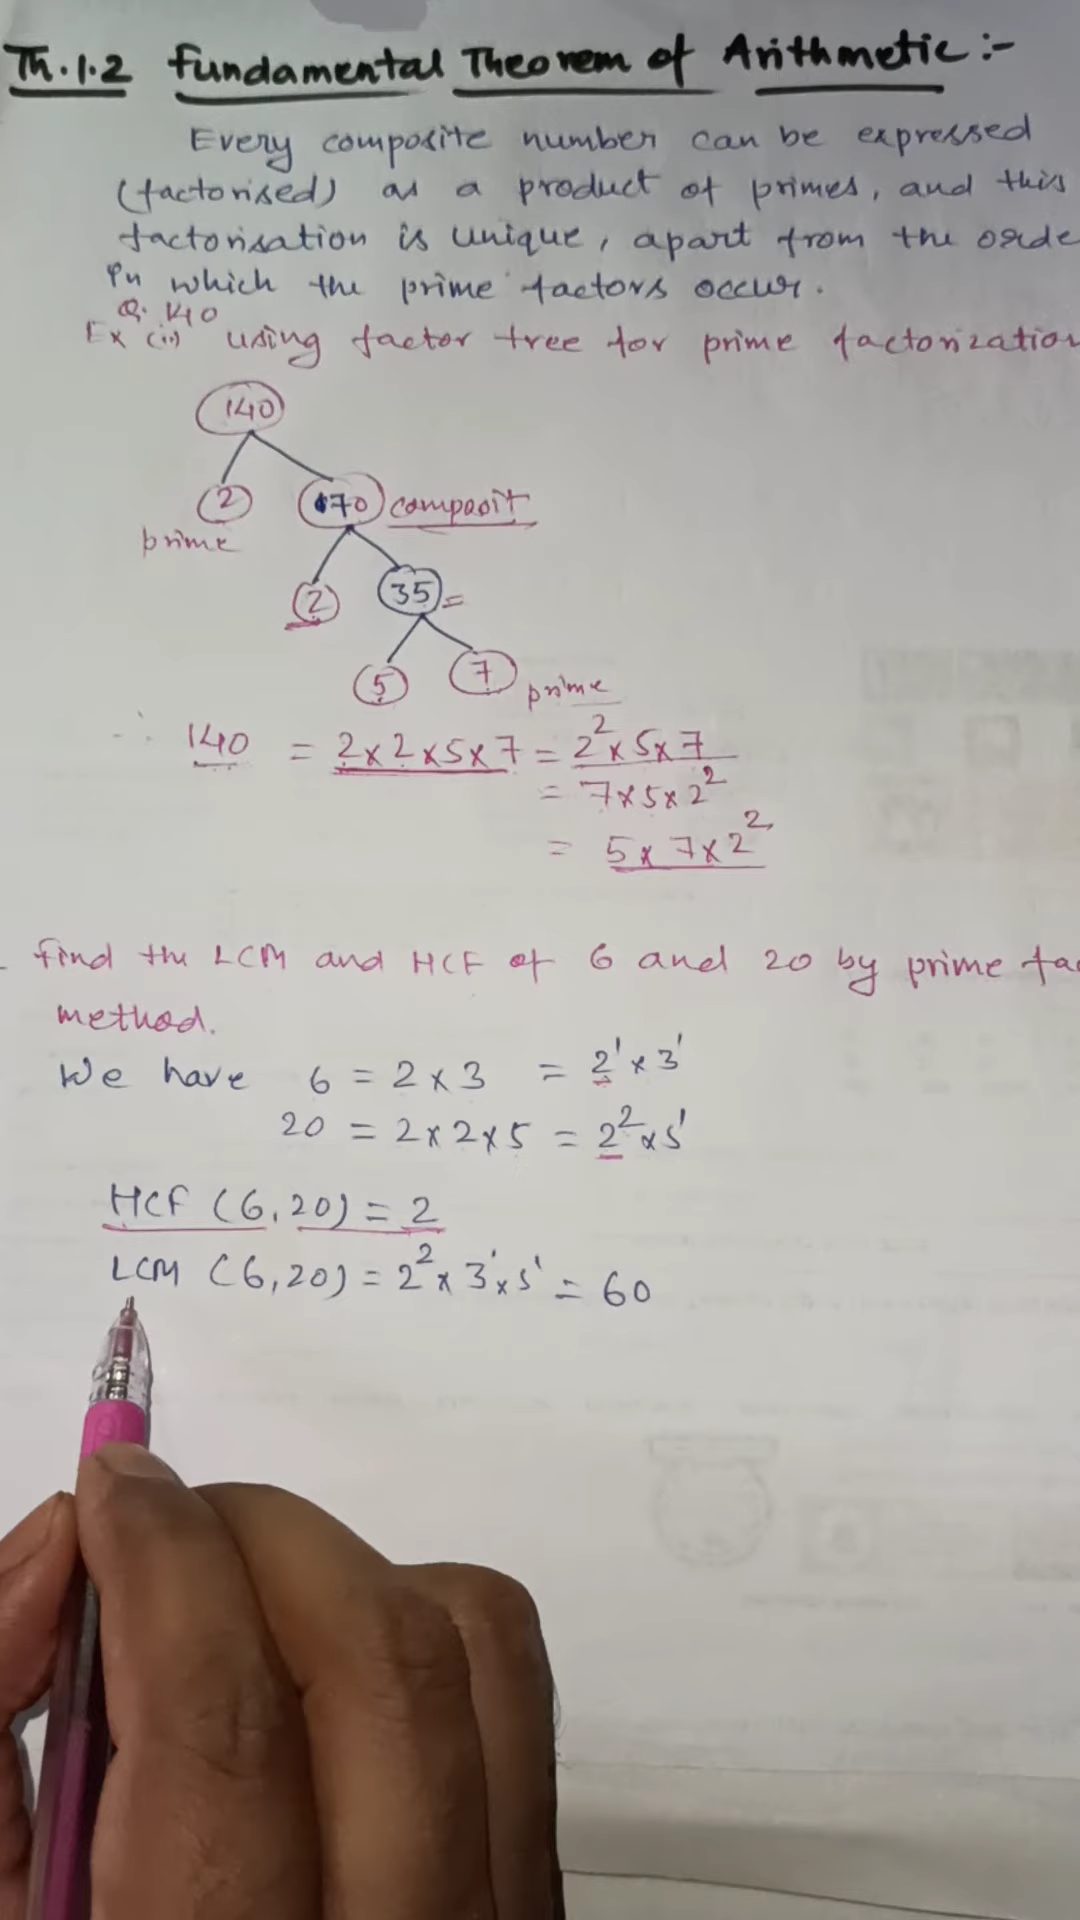 Th.1.2 Fundamental Theorem of Arithmetic :-
Every composite number can be expressed
(factorised) as a product of primes, and this
factorisation is unique, apart from the orde
in which the prime factors occur.
Q. 140
Ex (ii) using factor tree for prime factorization
140
2 70 composit
prime
2 35 =
5 7 prime
∴ 140 = 2×2×5×7 = 2²×5×7
= 7×5×2²
= 5×7×2²
find the LCM and HCF of 6 and 20 by prime fac
method.
We have 6 = 2×3 = 2¹×3¹
20 = 2×2×5 = 2²×5¹
HCF (6,20) = 2
LCM (6,20) = 2²×3¹×5¹ = 60